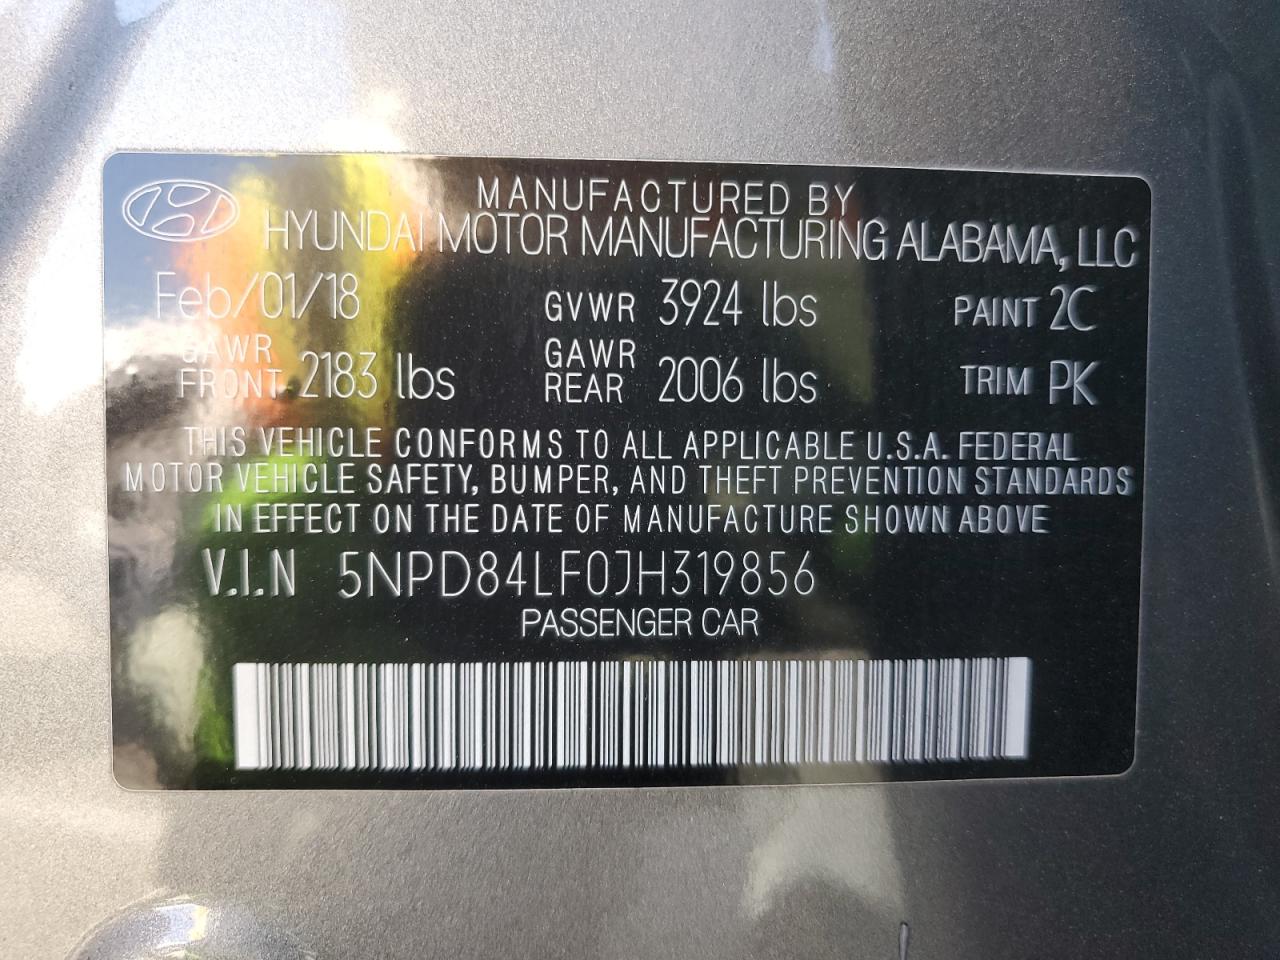 MANUFACTURED BY
HYUNDAI MOTOR MANUFACTURING ALABAMA, LLC
Feb/01/18 GVWR 3924 lbs PAINT 2C
GAWR FRONT 2183 lbs GAWR REAR 2006 lbs TRIM PK
THIS VEHICLE CONFORMS TO ALL APPLICABLE U.S.A. FEDERAL
MOTOR VEHICLE SAFETY, BUMPER, AND THEFT PREVENTION STANDARDS
IN EFFECT ON THE DATE OF MANUFACTURE SHOWN ABOVE
V.I.N 5NPD84LF0JH319856
PASSENGER CAR